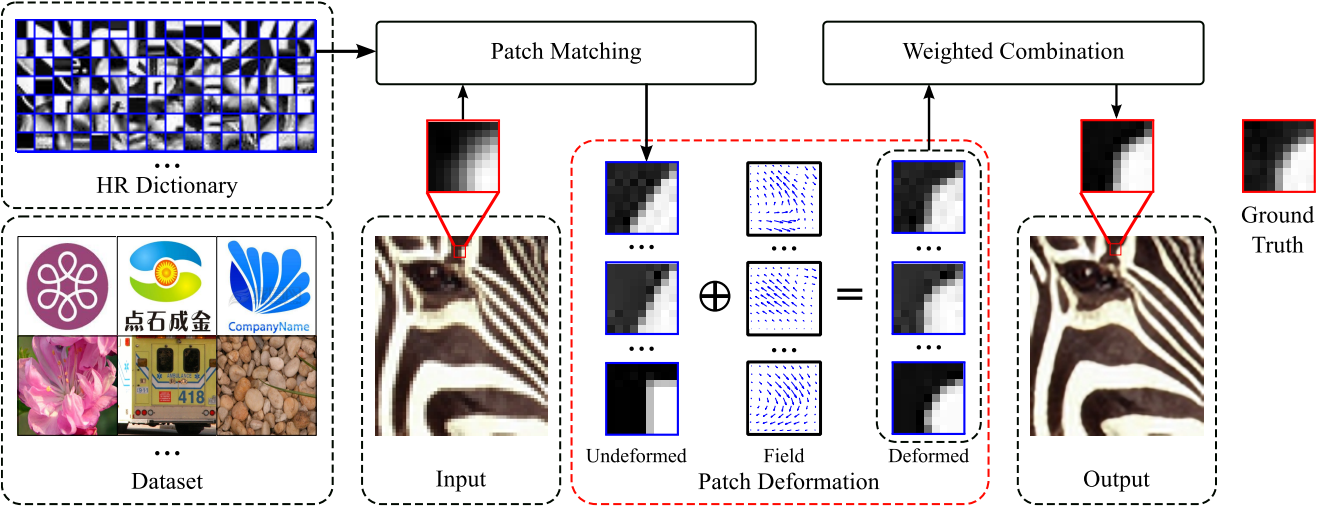 Patch Matching
Weighted Combination
...
HR Dictionary
点石成金
CompanyName
AMBULANCE
418
...
Dataset
Input
...
...
...
⊕
=
...
...
...
Undeformed
Field
Deformed
Patch Deformation
Output
Ground
Truth